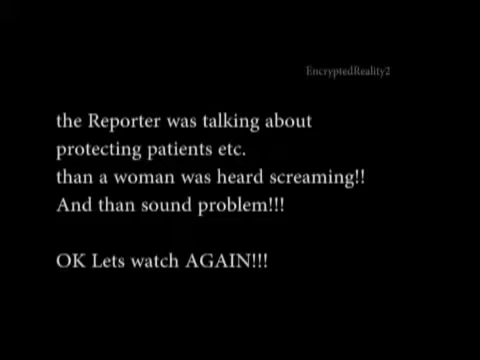 EncryptedReality2
the Reporter was talking about
protecting patients etc.
than a woman was heard screaming!!
And than sound problem!!!
OK Lets watch AGAIN!!!